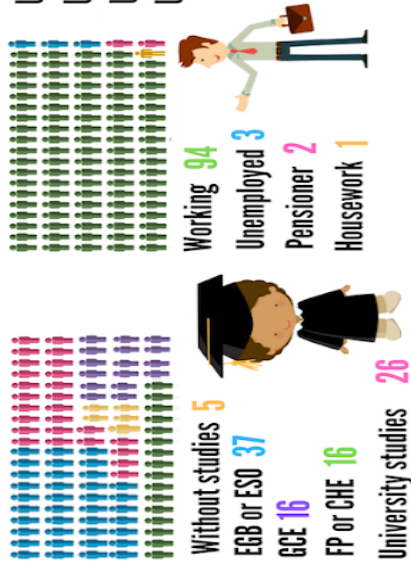 Working 94
Unemployed 3
Pensioner 2
Housework 1
Without studies 5
EGB or ESO 37
GCE 16
FP or CHE 16
University studies 26